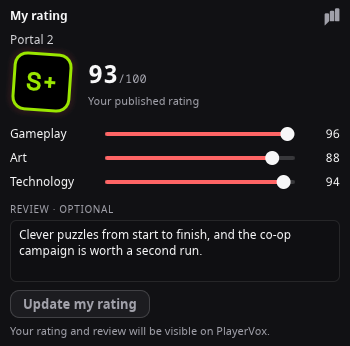 My rating
Portal 2
S+
93/100
Your published rating
Gameplay 96
Art 88
Technology 94
REVIEW · OPTIONAL
Clever puzzles from start to finish, and the co-op
campaign is worth a second run.
Update my rating
Your rating and review will be visible on PlayerVox.